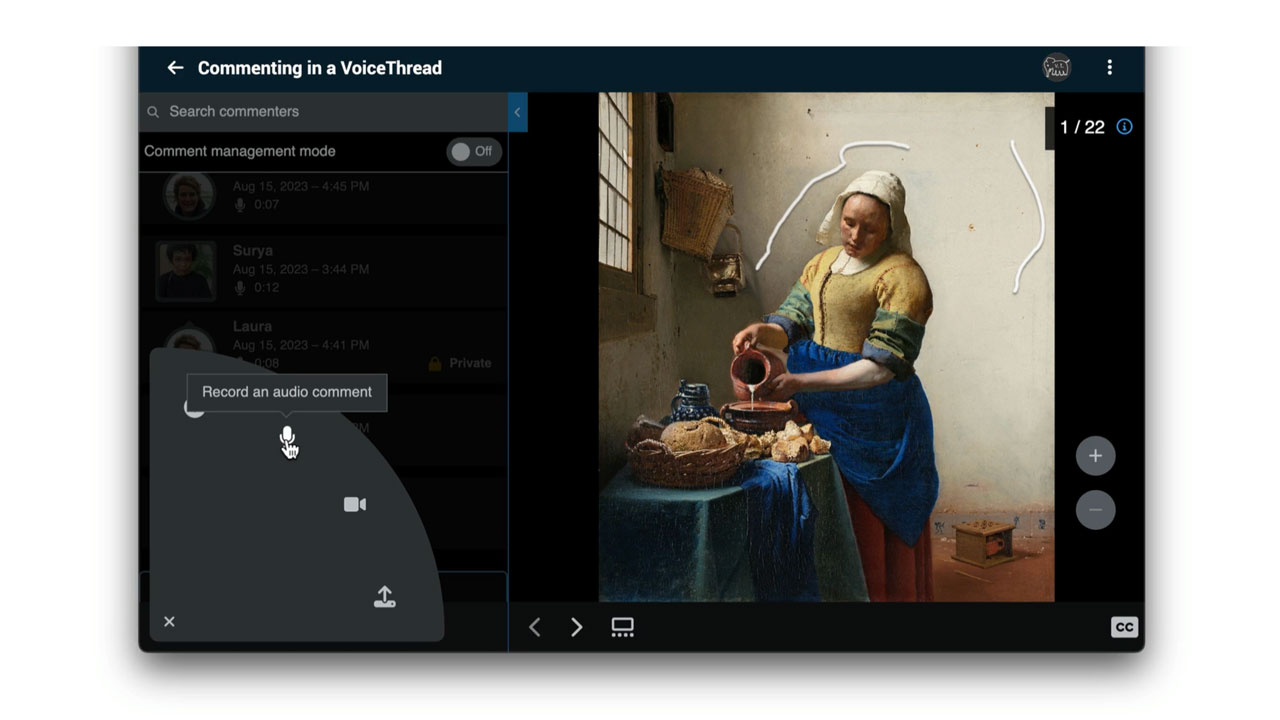 Commenting in a VoiceThread
Search commenters
Comment management mode
Off
Aug 15, 2023 – 4:45 PM
0:07
Surya
Aug 15, 2023 – 3:44 PM
0:12
Laura
Aug 15, 2023 – 4:41 PM
0:08
Private
Record an audio comment
1 / 22
CC